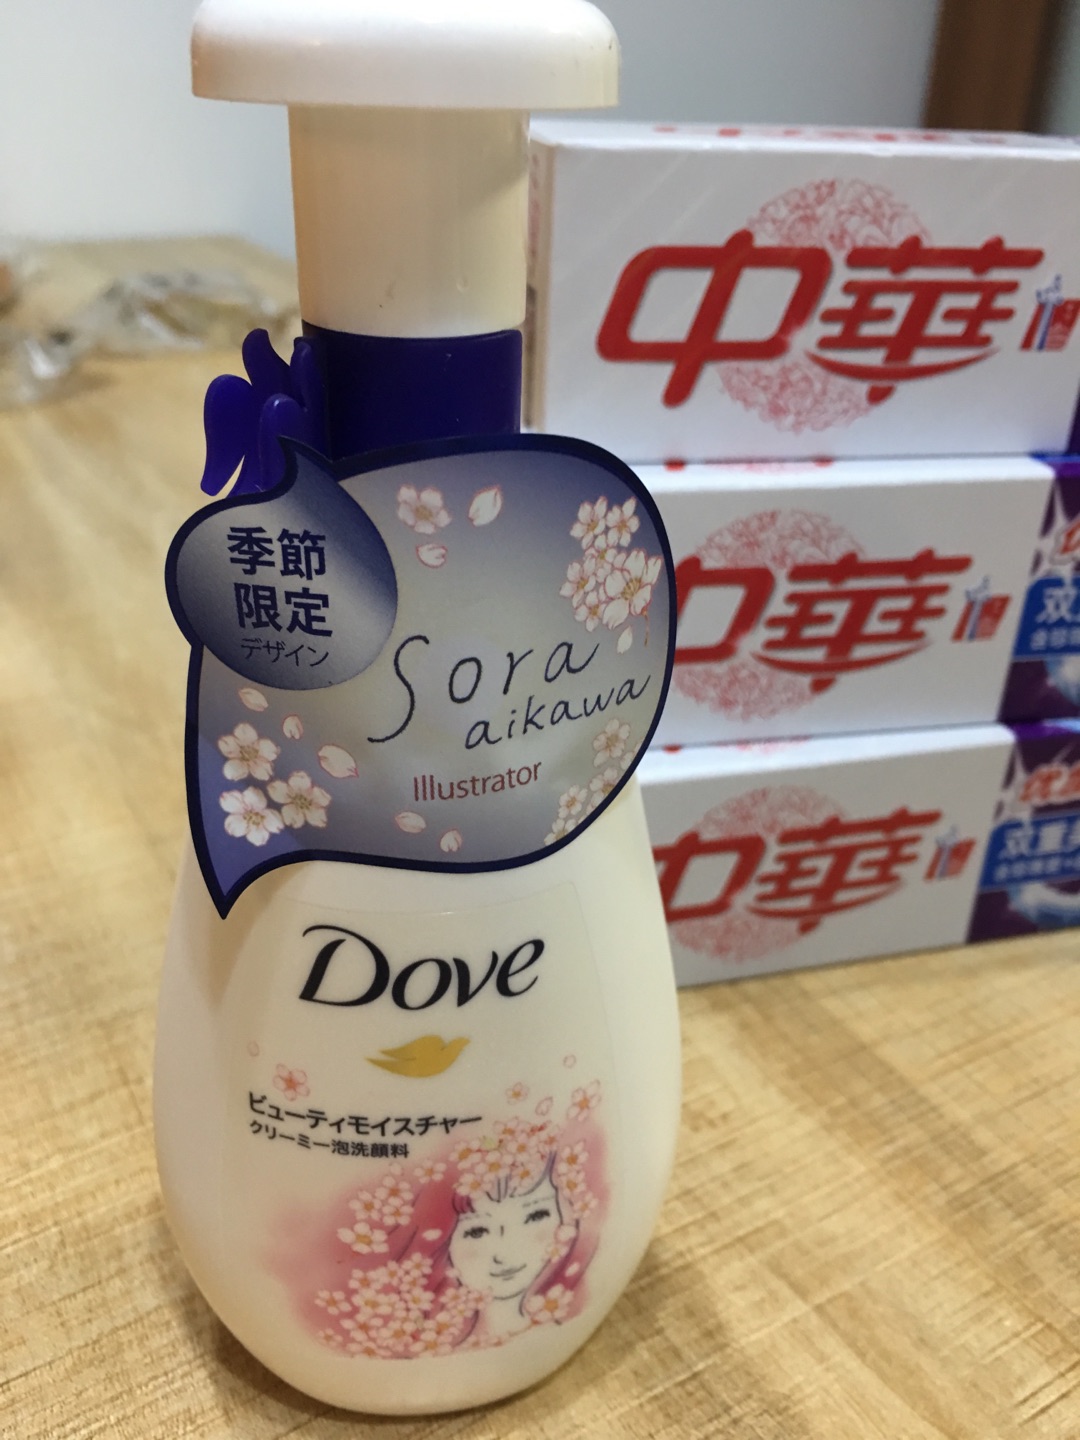 季節
限定
デザイン
Sora
aikawa
Illustrator
Dove
ビューティモイスチャー
クリーミー泡洗顔料
中華
中華
中華
双重